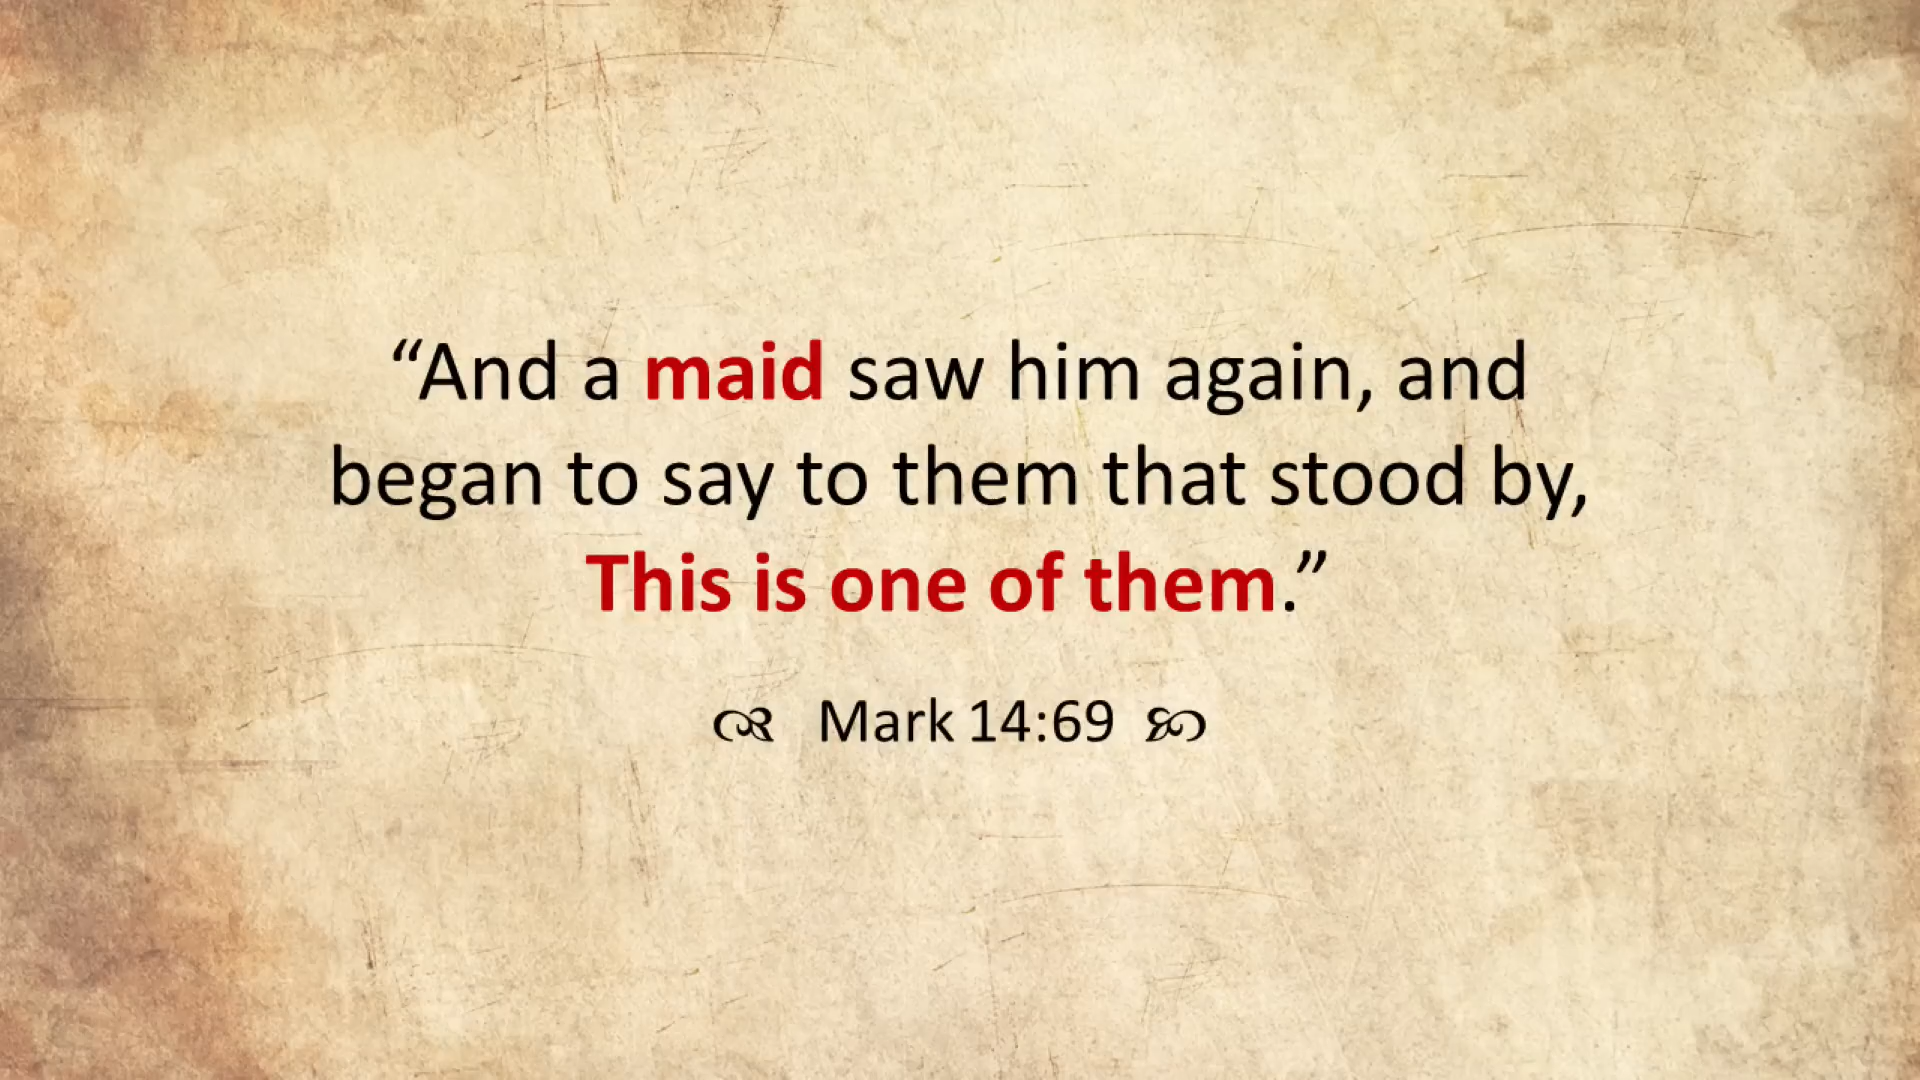 “And a maid saw him again, and
began to say to them that stood by,
This is one of them.”
Mark 14:69